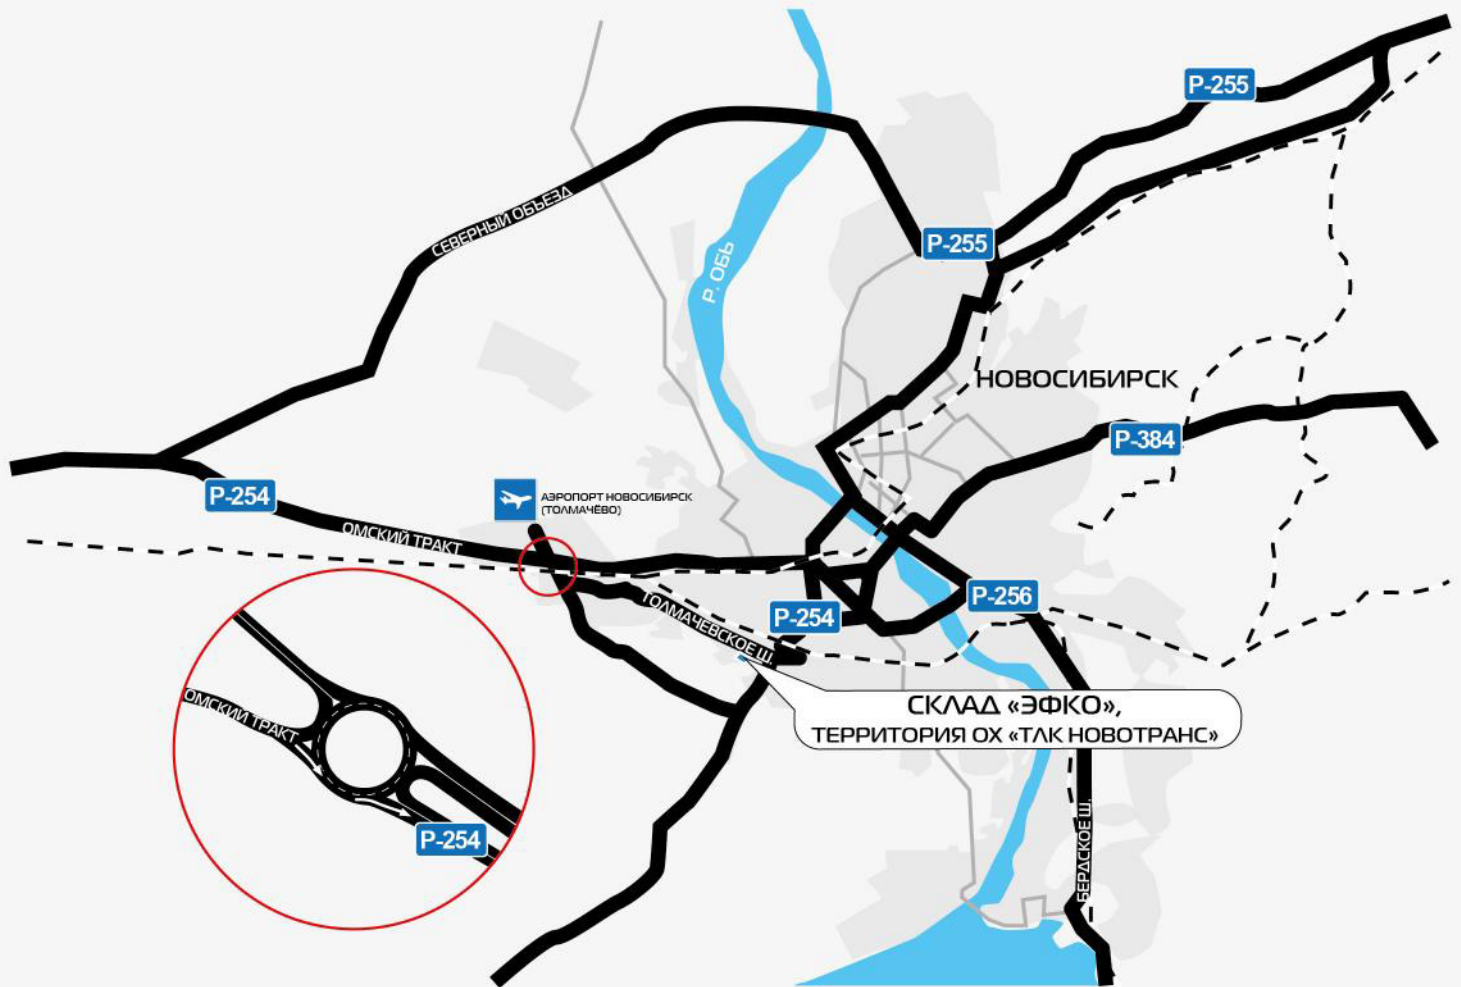 Р-255
СЕВЕРНЫЙ ОБЪЕЗД
Р-255
Р. ОБЬ
НОВОСИБИРСК
Р-384
Р-254
АЭРОПОРТ НОВОСИБИРСК
(ТОЛМАЧЁВО)
ОМСКИЙ ТРАКТ
ТОЛМАЧЕВСКОЕ Ш.
Р-254
Р-256
СКЛАД «ЭФКО»,
ТЕРРИТОРИЯ ОХ «ТЛК НОВОТРАНС»
ОМСКИЙ ТРАКТ
Р-254
БЕРДСКОЕ Ш.